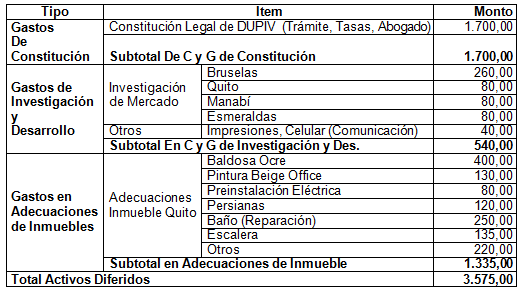 Tipo Item Monto
Gastos De Constitución Constitución Legal de DUPIV (Trámite, Tasas, Abogado) 1.700,00
Subtotal De C y G de Constitución 1.700,00
Gastos de Investigación y Desarrollo Investigación de Mercado Bruselas 260,00
Quito 80,00
Manabí 80,00
Esmeraldas 80,00
Otros Impresiones, Celular (Comunicación) 40,00
Subtotal En C y G de Investigación y Des. 540,00
Gastos en Adecuaciones de Inmuebles Adecuaciones Inmueble Quito Baldosa Ocre 400,00
Pintura Beige Office 130,00
Preinstalación Eléctrica 80,00
Persianas 120,00
Baño (Reparación) 250,00
Escalera 135,00
Otros 220,00
Subtotal en Adecuaciones de Inmueble 1.335,00
Total Activos Diferidos 3.575,00